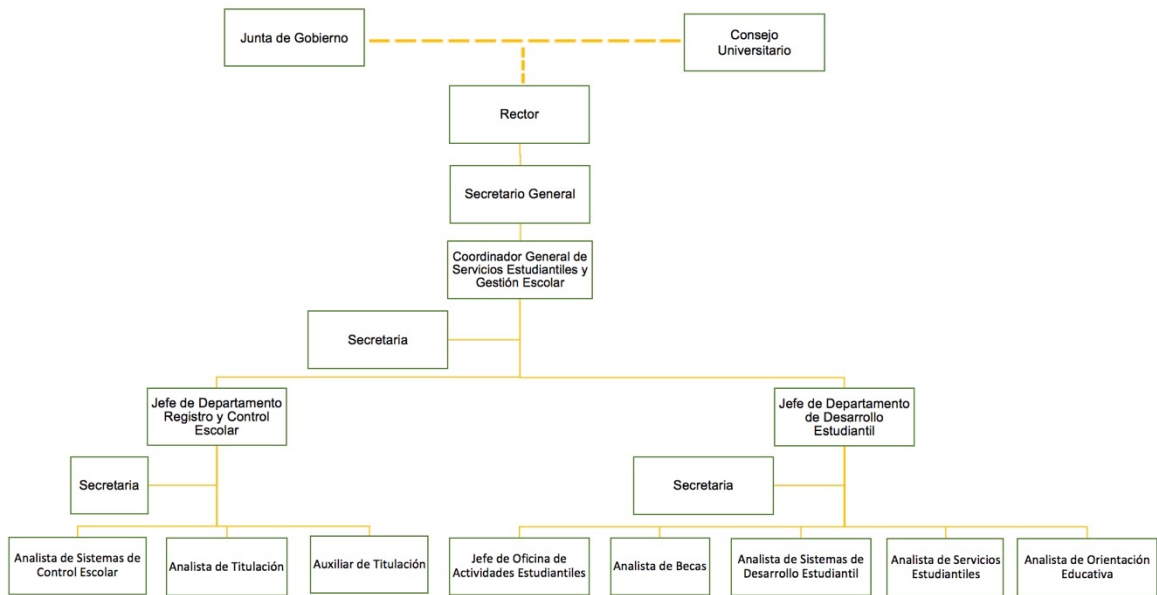 Junta de Gobierno
Consejo
Universitario
Rector
Secretario General
Coordinador General de
Servicios Estudiantiles y
Gestión Escolar
Secretaria
Jefe de Departamento
Registro y Control
Escolar
Jefe de Departamento
de Desarrollo
Estudiantil
Secretaria
Secretaria
Analista de Sistemas de
Control Escolar
Analista de Titulación
Auxiliar de Titulación
Jefe de Oficina de
Actividades Estudiantiles
Analista de Becas
Analista de Sistemas de
Desarrollo Estudiantil
Analista de Servicios
Estudiantiles
Analista de Orientación
Educativa